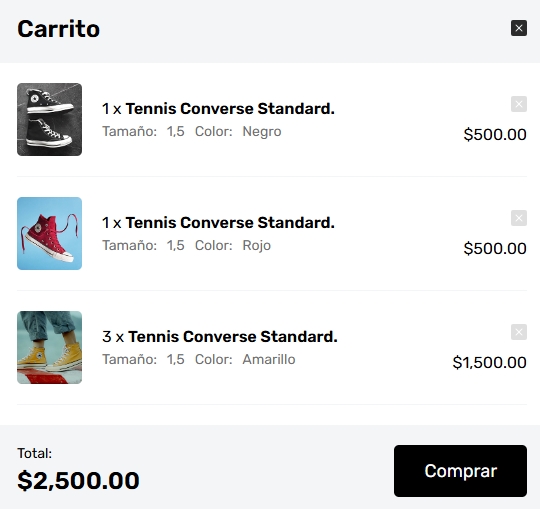 Carrito
1 x Tennis Converse Standard.
Tamaño: 1,5 Color: Negro
$500.00
1 x Tennis Converse Standard.
Tamaño: 1,5 Color: Rojo
$500.00
3 x Tennis Converse Standard.
Tamaño: 1,5 Color: Amarillo
$1,500.00
Total:
$2,500.00
Comprar